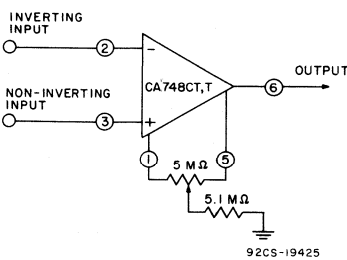 INVERTING
INPUT
2
−
CA748CT,T
6
OUTPUT
NON-INVERTING
INPUT
3
+
1
5 MΩ
5
5.1 MΩ
92CS-19425